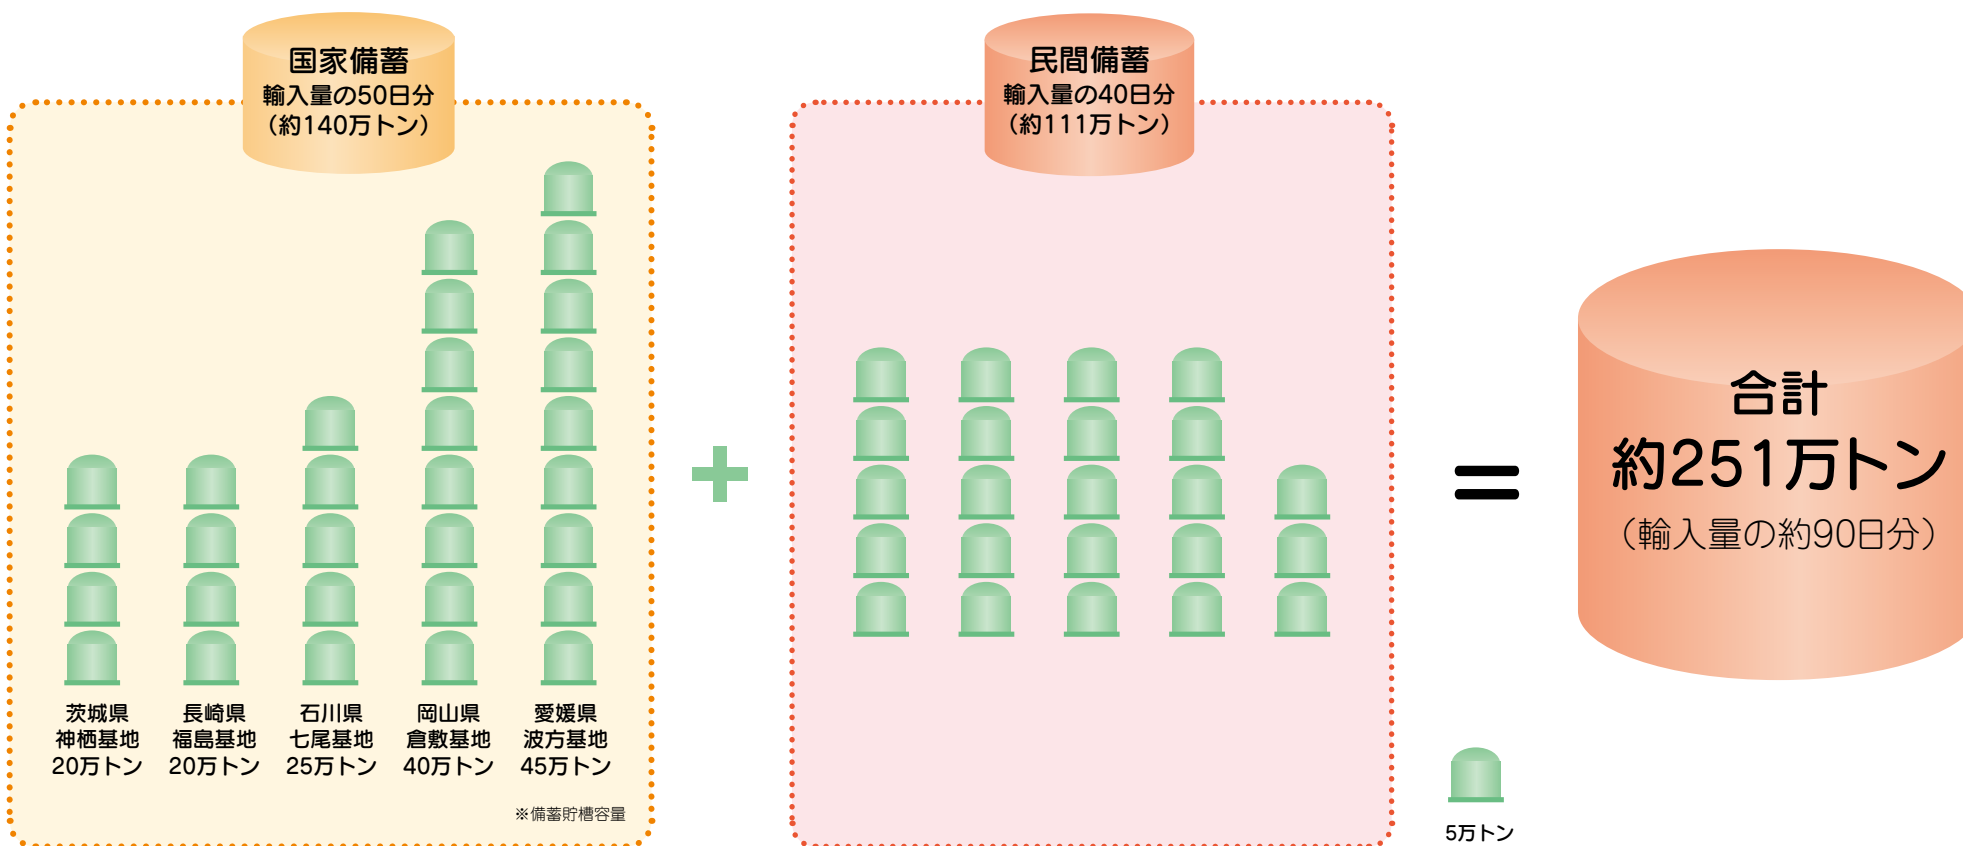 国家備蓄
輸入量の50日分
（約140万トン）
茨城県
神栖基地
20万トン
長崎県
福島基地
20万トン
石川県
七尾基地
25万トン
岡山県
倉敷基地
40万トン
愛媛県
波方基地
45万トン
※備蓄貯槽容量
+
民間備蓄
輸入量の40日分
（約111万トン）
=
合計
約251万トン
（輸入量の約90日分）
5万トン